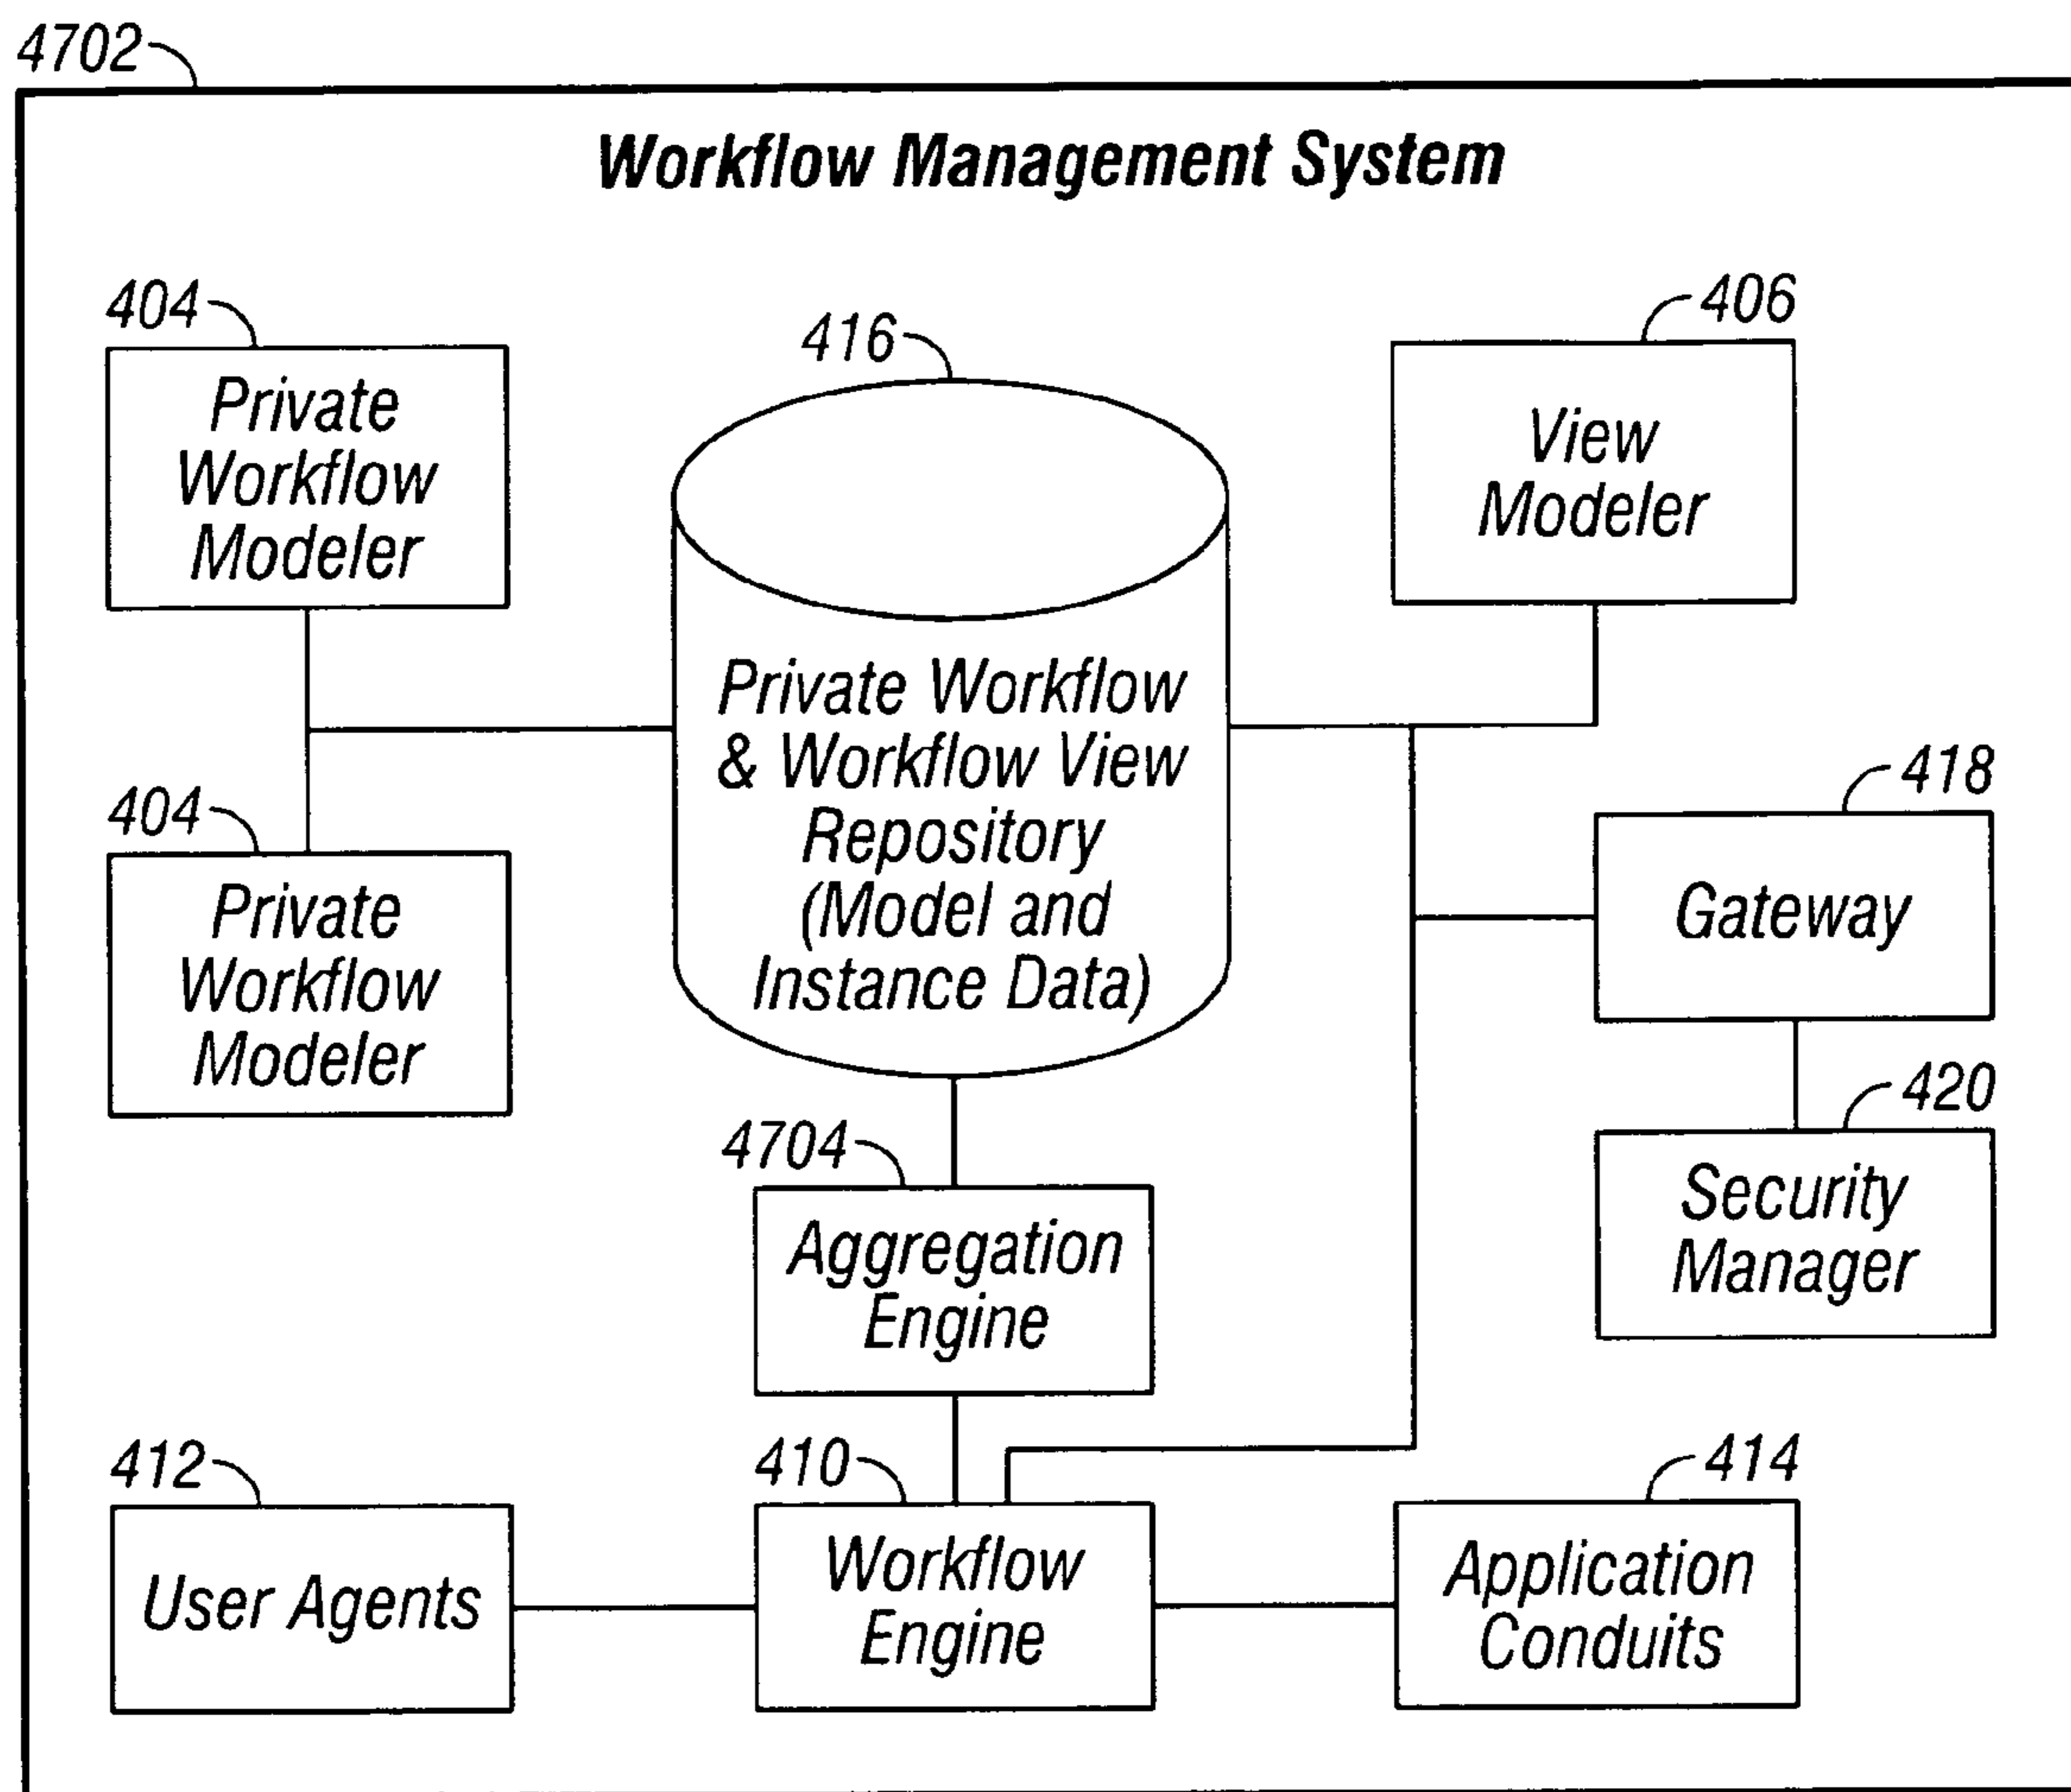 4702
Workflow Management System
404
Private
Workflow
Modeler
416
Private Workflow
& Workflow View
Repository
(Model and
Instance Data)
406
View
Modeler
404
Private
Workflow
Modeler
418
Gateway
420
Security
Manager
4704
Aggregation
Engine
412
User Agents
410
Workflow
Engine
414
Application
Conduits